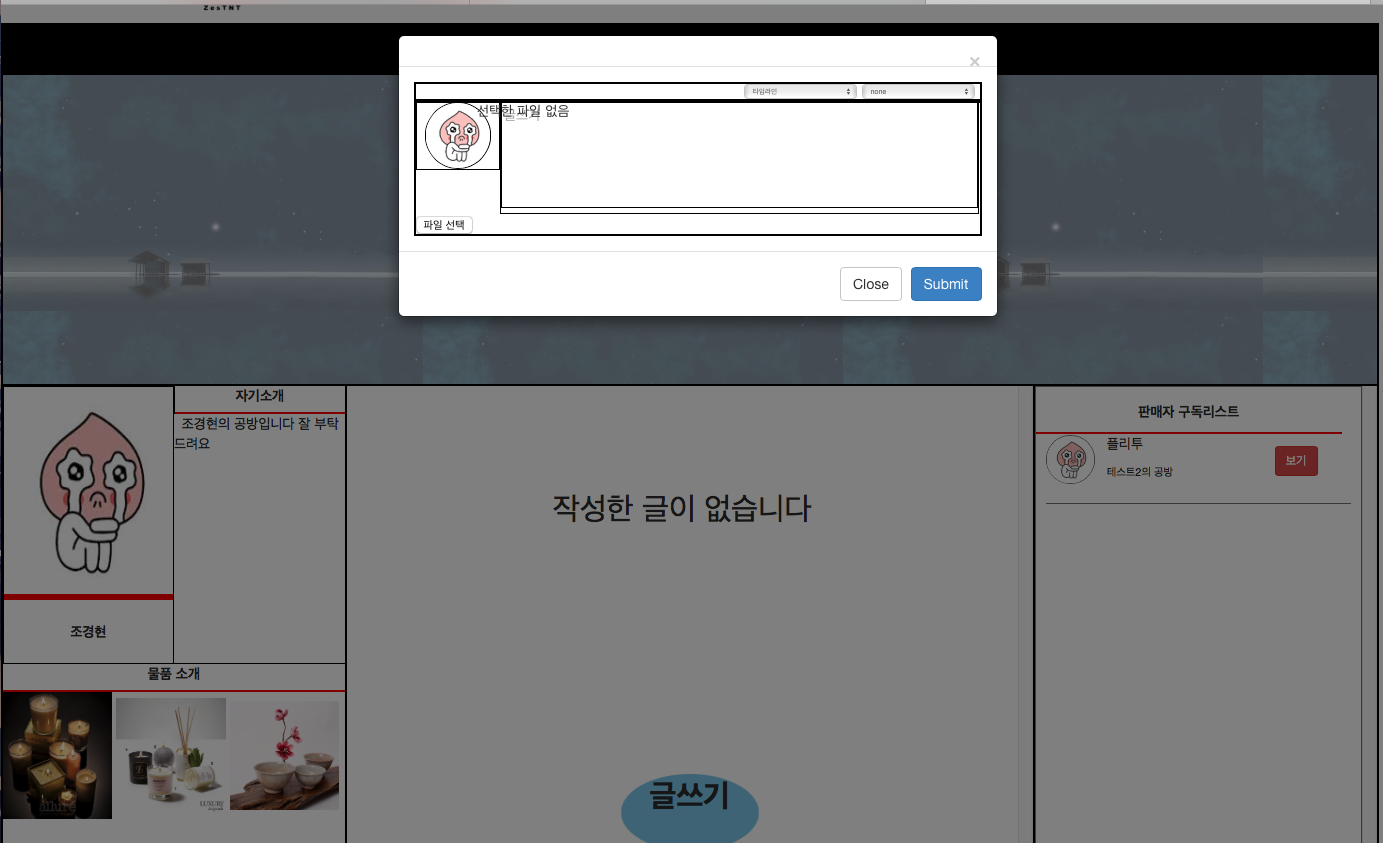 ZesTNT
×
타임라인
none
선택한 파일 없음
글쓰기
파일 선택
Close
Submit
자기소개
조경현의 공방입니다 잘 부탁
드려요
조경현
물품 소개
LUXURY
작성한 글이 없습니다
글쓰기
판매자 구독리스트
플리투
테스트2의 공방
보기